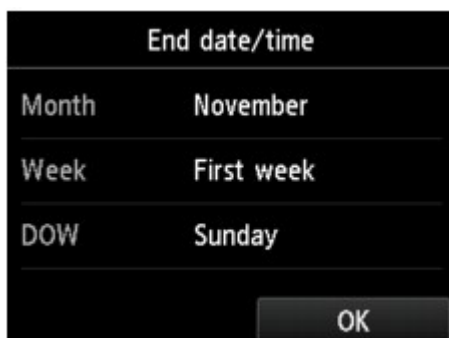 End date/time
Month November
Week First week
DOW Sunday
OK